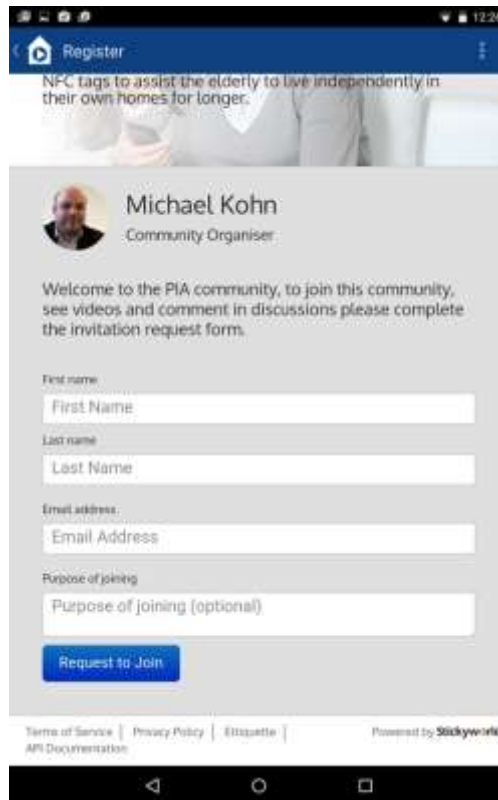 12:24
Register
NFC tags to assist the elderly to live independently in
their own homes for longer.
Michael Kohn
Community Organiser
Welcome to the PIA community, to join this community,
see videos and comment in discussions please complete
the invitation request form.
First name
First Name
Last name
Last Name
Email address
Email Address
Purpose of joining
Purpose of joining (optional)
Request to Join
Terms of Service | Privacy Policy | Etiquette | Powered by
API Documentation